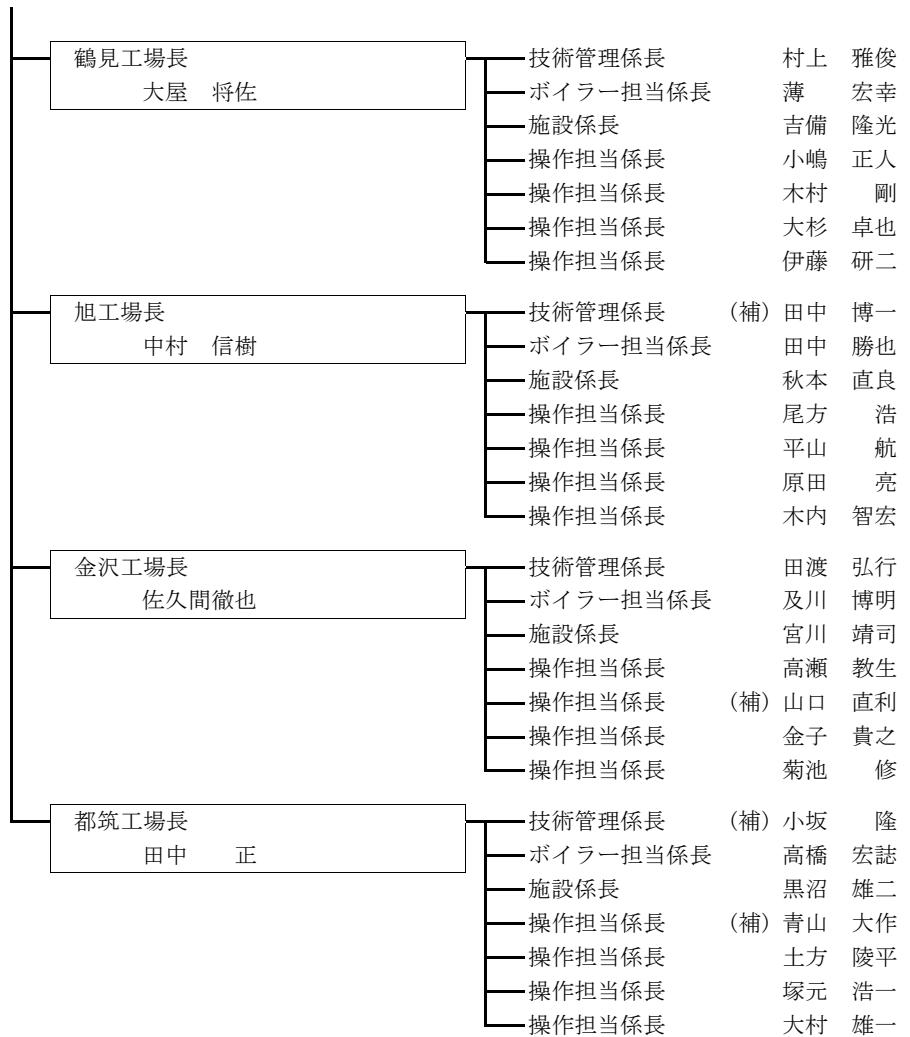 鶴見工場長 技術管理係長 村上 雅俊
大屋 将佐 ボイラー担当係長 薄 宏幸
施設係長 吉備 隆光
操作担当係長 小嶋 正人
操作担当係長 木村 剛
操作担当係長 大杉 卓也
操作担当係長 伊藤 研二
旭工場長 技術管理係長 (補) 田中 博一
中村 信樹 ボイラー担当係長 田中 勝也
施設係長 秋本 直良
操作担当係長 尾方 浩
操作担当係長 平山 航
操作担当係長 原田 亮
操作担当係長 木内 智宏
金沢工場長 技術管理係長 田渡 弘行
佐久間徹也 ボイラー担当係長 及川 博明
施設係長 宮川 靖司
操作担当係長 高瀬 教生
操作担当係長 (補) 山口 直利
操作担当係長 金子 貴之
操作担当係長 菊池 修
都筑工場長 技術管理係長 (補) 小坂 隆
田中 正 ボイラー担当係長 高橋 宏誌
施設係長 黒沼 雄二
操作担当係長 (補) 青山 大作
操作担当係長 土方 陵平
操作担当係長 塚元 浩一
操作担当係長 大村 雄一